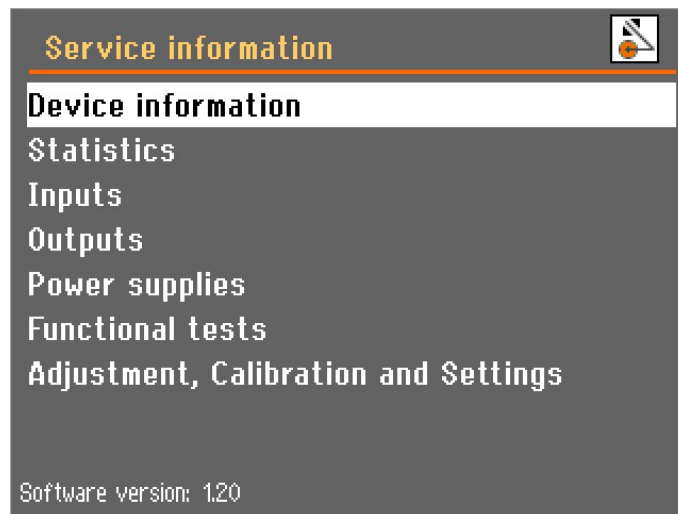 Service information
Device information
Statistics
Inputs
Outputs
Power supplies
Functional tests
Adjustment, Calibration and Settings
Software version: 1.20